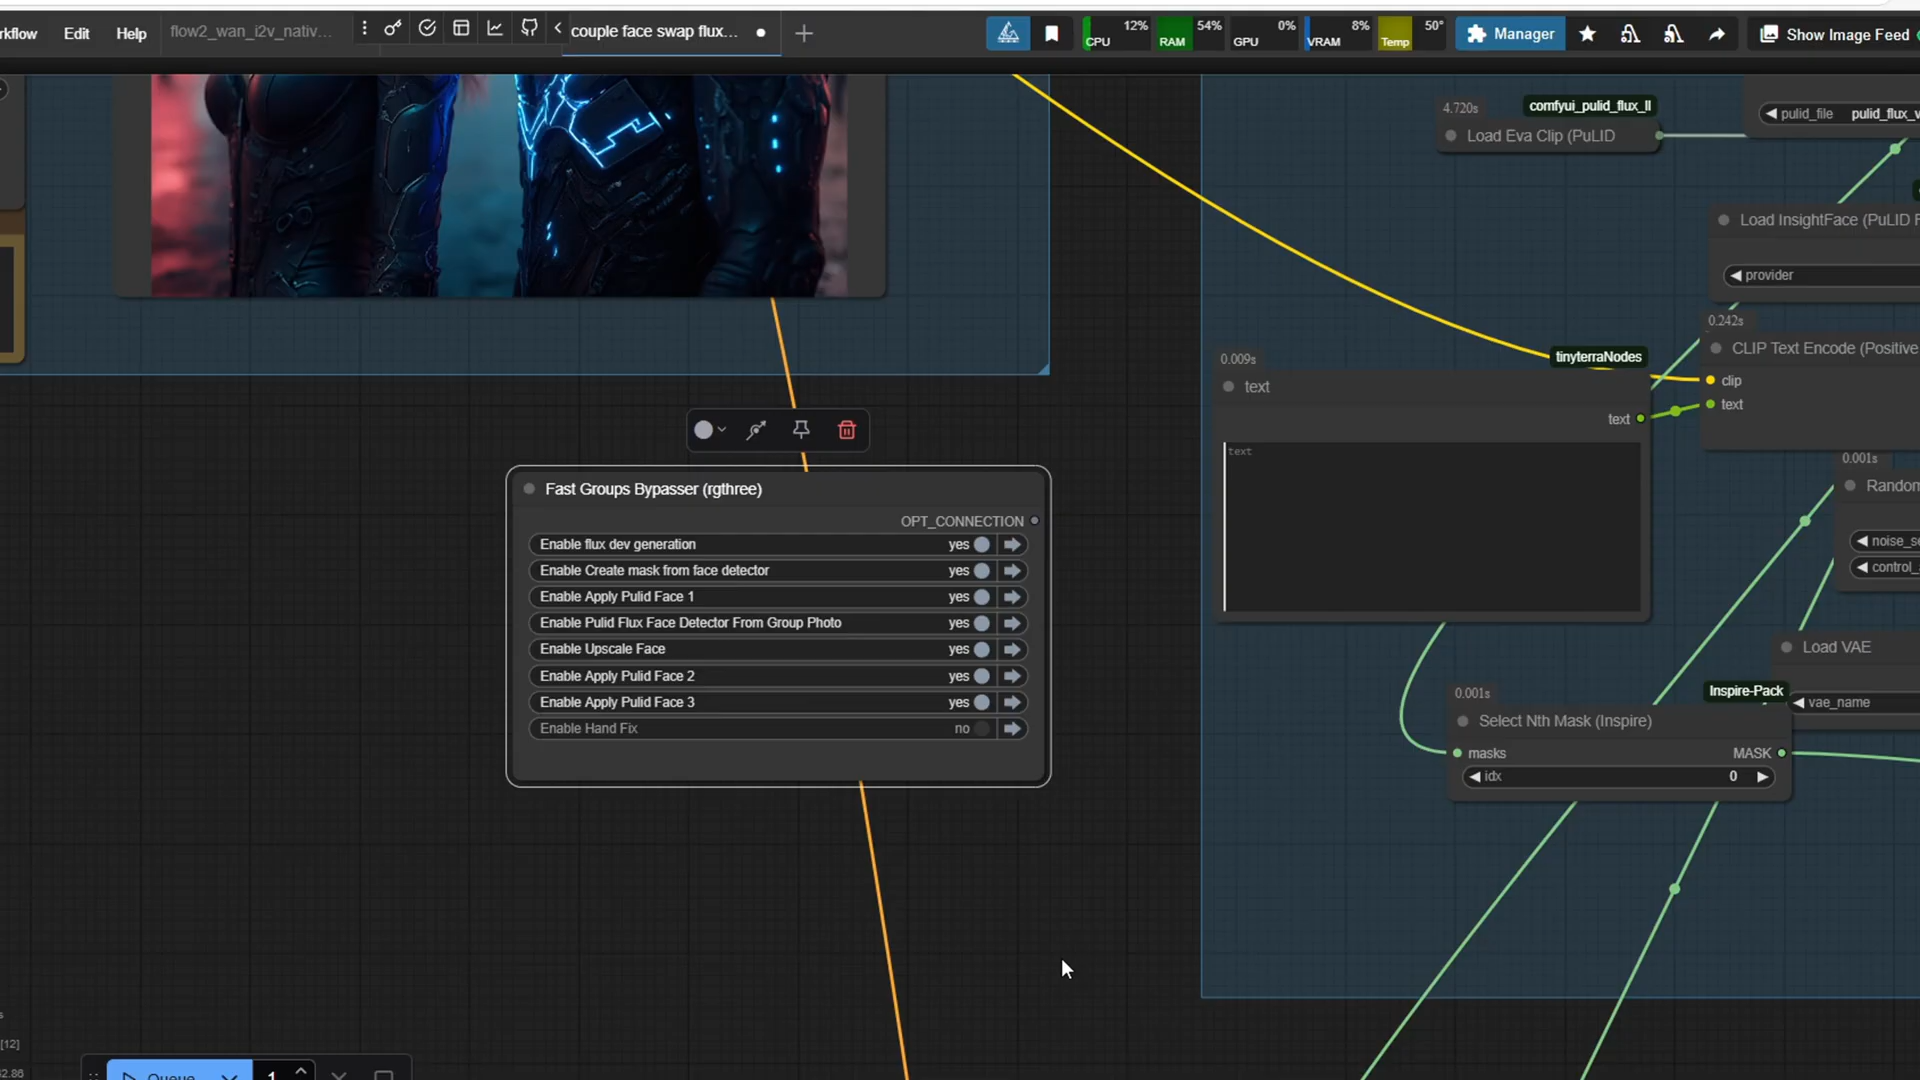 rkflow
Edit
Help
flow2_wan_i2v_nativ...
couple face swap flux...
CPU 12%
RAM 54%
GPU 0%
VRAM 8%
Temp 50°
Manager
Show Image Feed
4.720s
comfyui_pulid_flux_ll
Load Eva Clip (PuLID
pulid_file pulid_flux_v
Load InsightFace (PuLID F
provider
0.242s
CLIP Text Encode (Positive
clip
text
0.009s
tinyterraNodes
text
text
text
Fast Groups Bypasser (rgthree)
OPT_CONNECTION
Enable flux dev generation yes
Enable Create mask from face detector yes
Enable Apply Pulid Face 1 yes
Enable Pulid Flux Face Detector From Group Photo yes
Enable Upscale Face yes
Enable Apply Pulid Face 2 yes
Enable Apply Pulid Face 3 yes
Enable Hand Fix no
0.001s
Random
noise_se
control_
Load VAE
vae_name
0.001s
Inspire-Pack
Select Nth Mask (Inspire)
masks MASK
idx 0
s
[12]
2.86
Queue 1